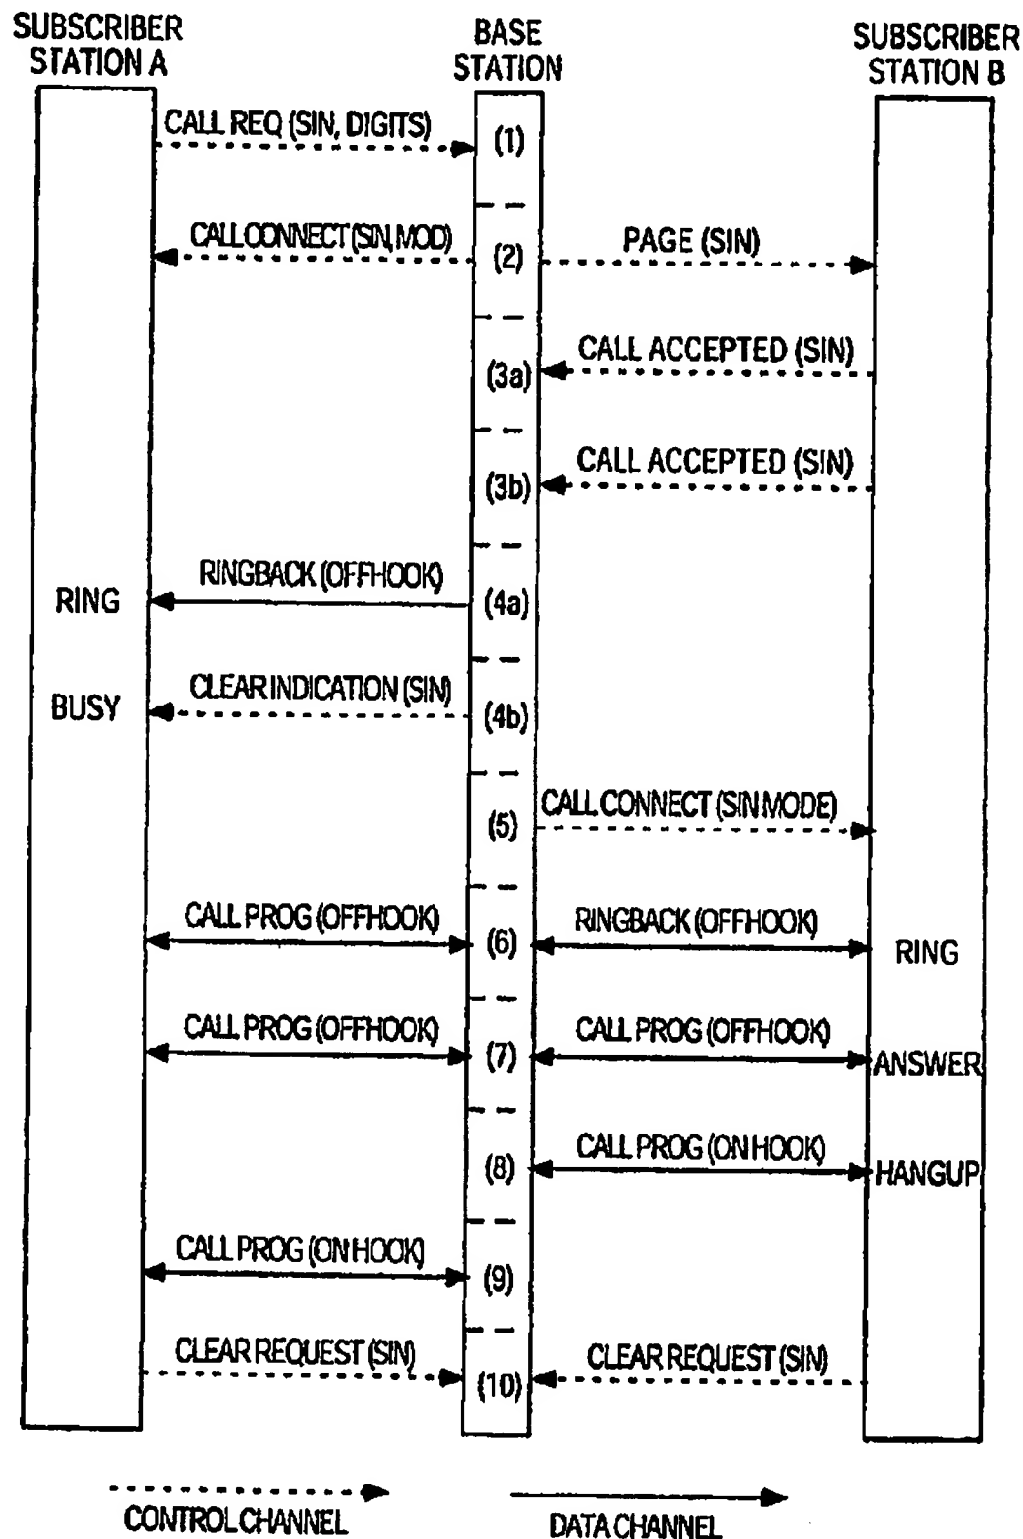 SUBSCRIBER
STATION A
BASE
STATION
SUBSCRIBER
STATION B
CALL REQ (SIN, DIGITS)
(1)
CALL CONNECT (SIN, MOD)
(2)
PAGE (SIN)
(3a)
CALL ACCEPTED (SIN)
(3b)
CALL ACCEPTED (SIN)
RING
RINGBACK (OFFHOOK)
(4a)
BUSY
CLEAR INDICATION (SIN)
(4b)
(5)
CALL CONNECT (SIN MODE)
CALL PROG (OFFHOOK)
(6)
RINGBACK (OFFHOOK)
RING
CALL PROG (OFFHOOK)
(7)
CALL PROG (OFFHOOK)
ANSWER
(8)
CALL PROG (ON HOOK)
HANGUP
CALL PROG (ON HOOK)
(9)
CLEAR REQUEST (SIN)
(10)
CLEAR REQUEST (SIN)
CONTROL CHANNEL
DATA CHANNEL